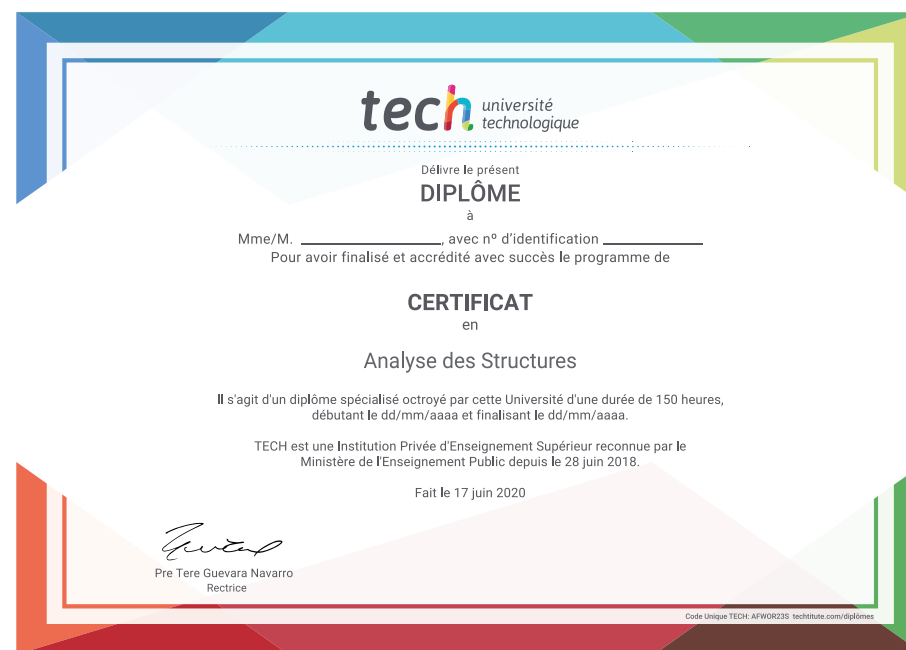 tech université
technologique
Délivre le présent
DIPLÔME
à
Mme/M. ____________________, avec nº d'identification ______________
Pour avoir finalisé et accrédité avec succès le programme de
CERTIFICAT
en
Analyse des Structures
Il s'agit d'un diplôme spécialisé octroyé par cette Université d'une durée de 150 heures,
débutant le dd/mm/aaaa et finalisant le dd/mm/aaaa.
TECH est une Institution Privée d'Enseignement Supérieur reconnue par le
Ministère de l'Enseignement Public depuis le 28 juin 2018.
Fait le 17 juin 2020
Pre Tere Guevara Navarro
Rectrice
Code Unique TECH: AFWOR23S techtitute.com/diplômes